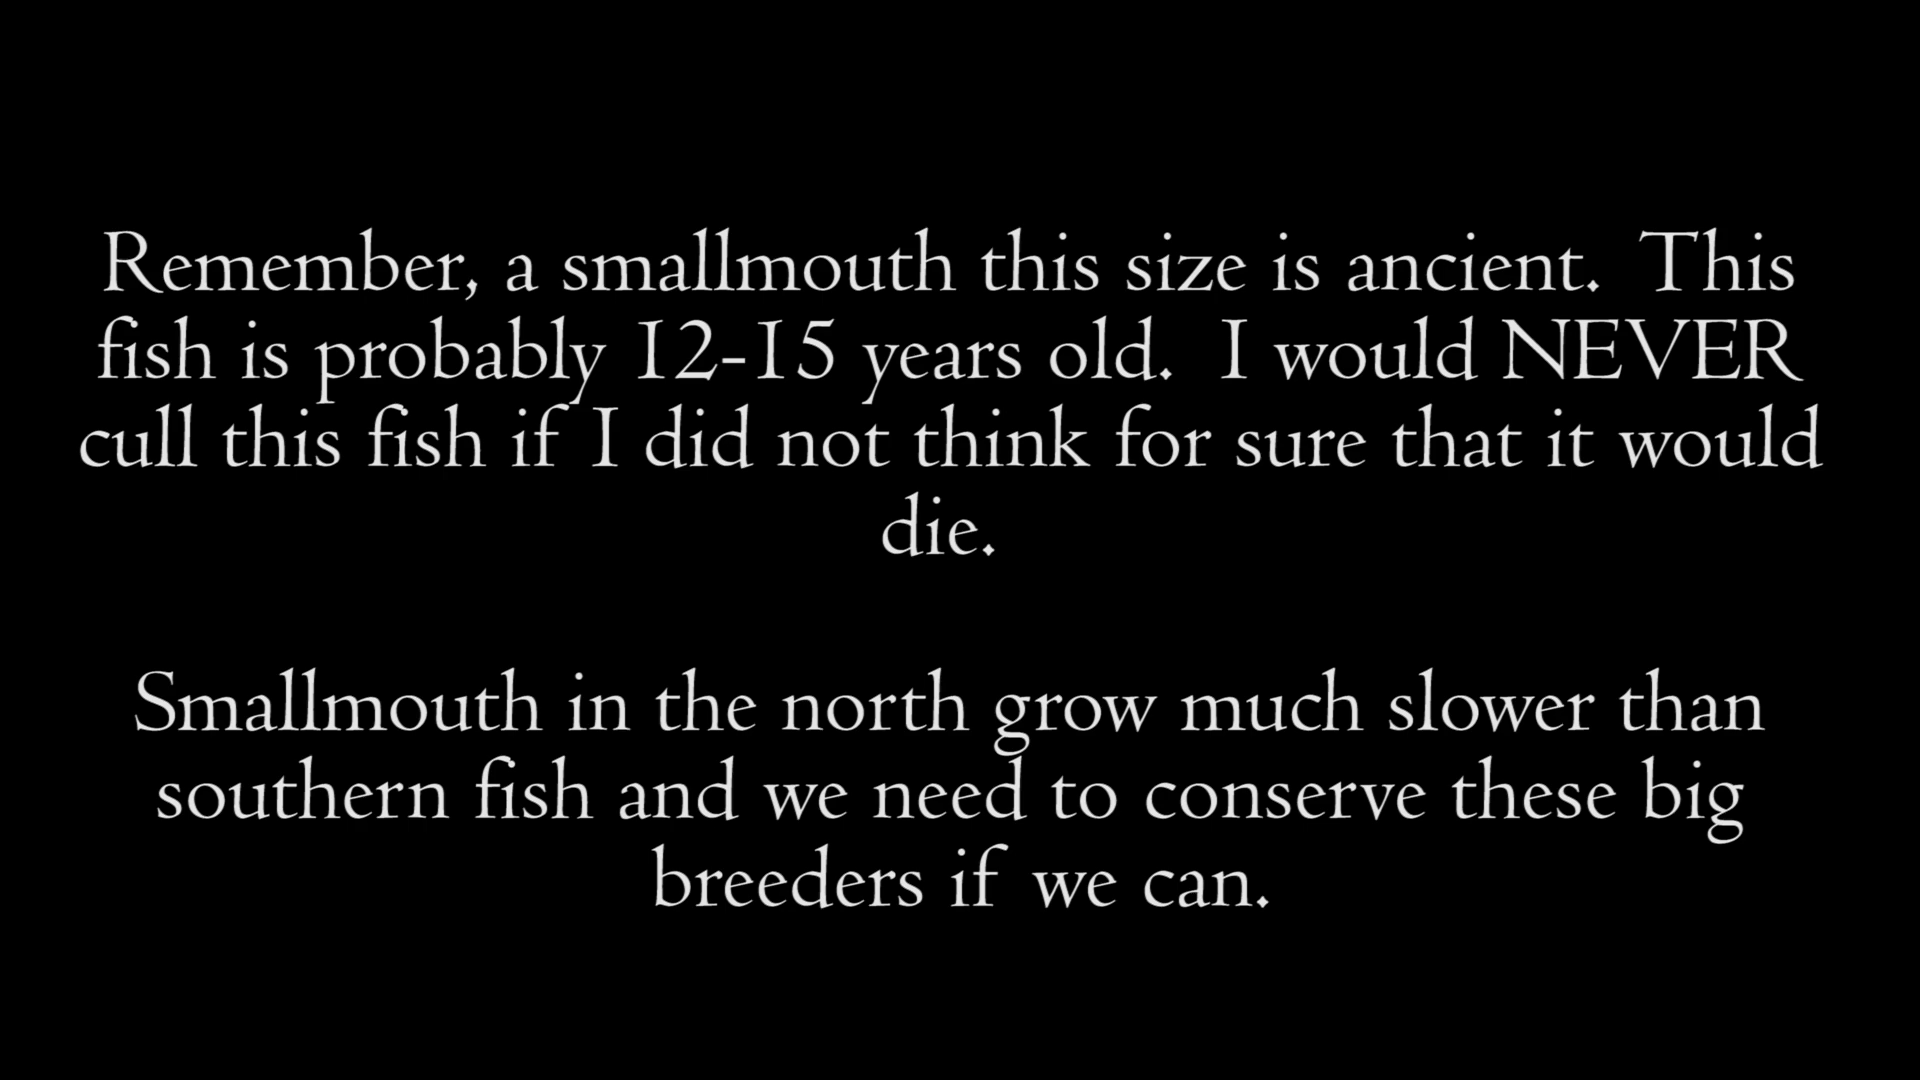 Remember, a smallmouth this size is ancient.  This
fish is probably 12-15 years old.  I would NEVER
cull this fish if I did not think for sure that it would
die.
Smallmouth in the north grow much slower than
southern fish and we need to conserve these big
breeders if we can.